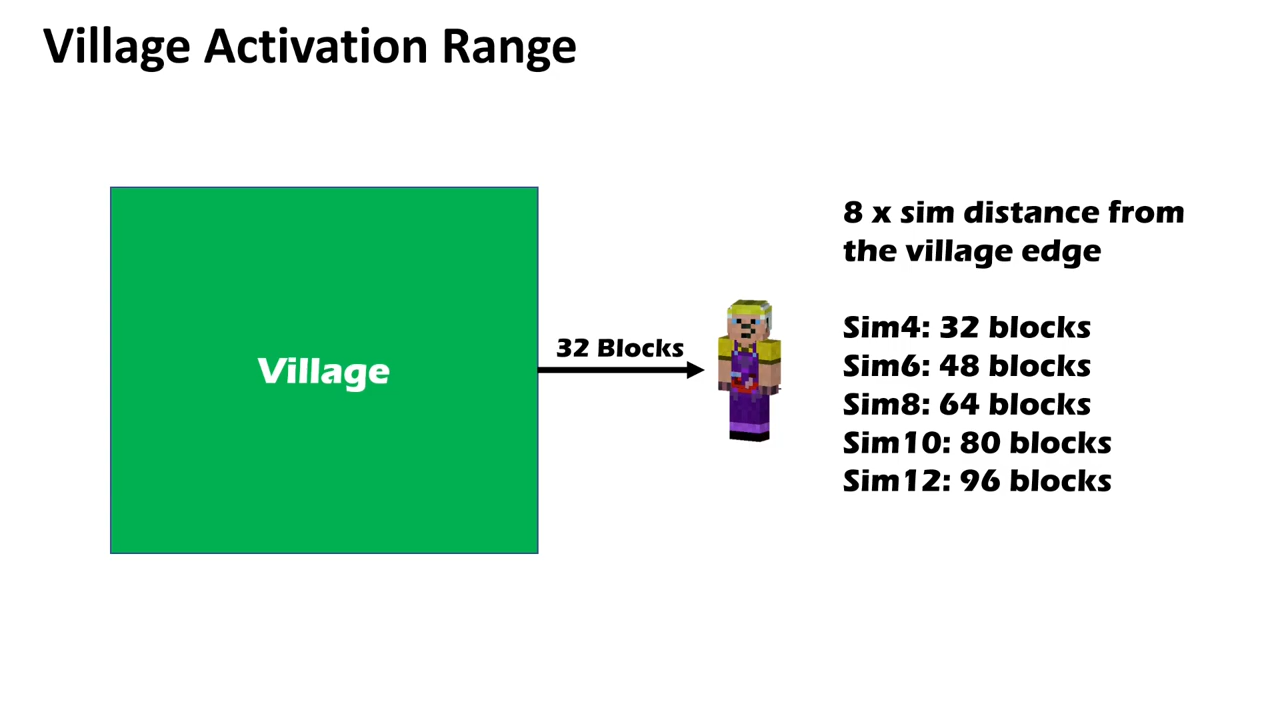 Village Activation Range
Village
32 Blocks
8 x sim distance from
the village edge
Sim4: 32 blocks
Sim6: 48 blocks
Sim8: 64 blocks
Sim10: 80 blocks
Sim12: 96 blocks